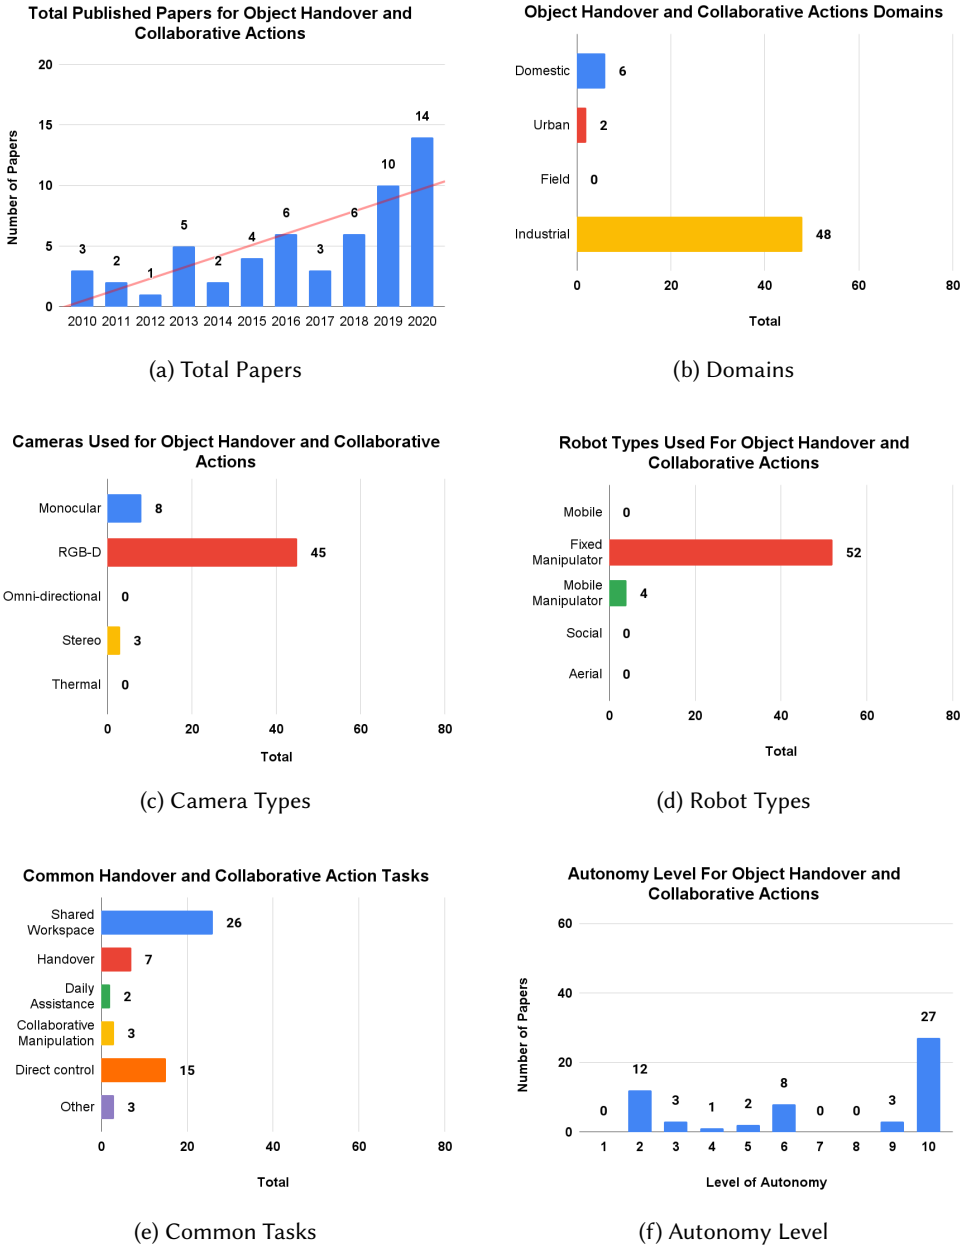 Total Published Papers for Object Handover and
Collaborative Actions
Number of Papers
20
15
10
5
0
3
2
1
5
2
4
6
3
6
10
14
2010 2011 2012 2013 2014 2015 2016 2017 2018 2019 2020
(a) Total Papers
Object Handover and Collaborative Actions Domains
Domestic 6
Urban 2
Field 0
Industrial 48
0 20 40 60 80
Total
(b) Domains
Cameras Used for Object Handover and Collaborative
Actions
Monocular 8
RGB-D 45
Omni-directional 0
Stereo 3
Thermal 0
0 20 40 60 80
Total
(c) Camera Types
Robot Types Used For Object Handover and
Collaborative Actions
Mobile 0
Fixed
Manipulator 52
Mobile
Manipulator 4
Social 0
Aerial 0
0 20 40 60 80
Total
(d) Robot Types
Common Handover and Collaborative Action Tasks
Shared
Workspace 26
Handover 7
Daily
Assistance 2
Collaborative
Manipulation 3
Direct control 15
Other 3
0 20 40 60 80
Total
(e) Common Tasks
Autonomy Level For Object Handover and
Collaborative Actions
Number of Papers
60
40
20
0
0
12
3
1
2
8
0
0
3
27
1 2 3 4 5 6 7 8 9 10
Level of Autonomy
(f) Autonomy Level